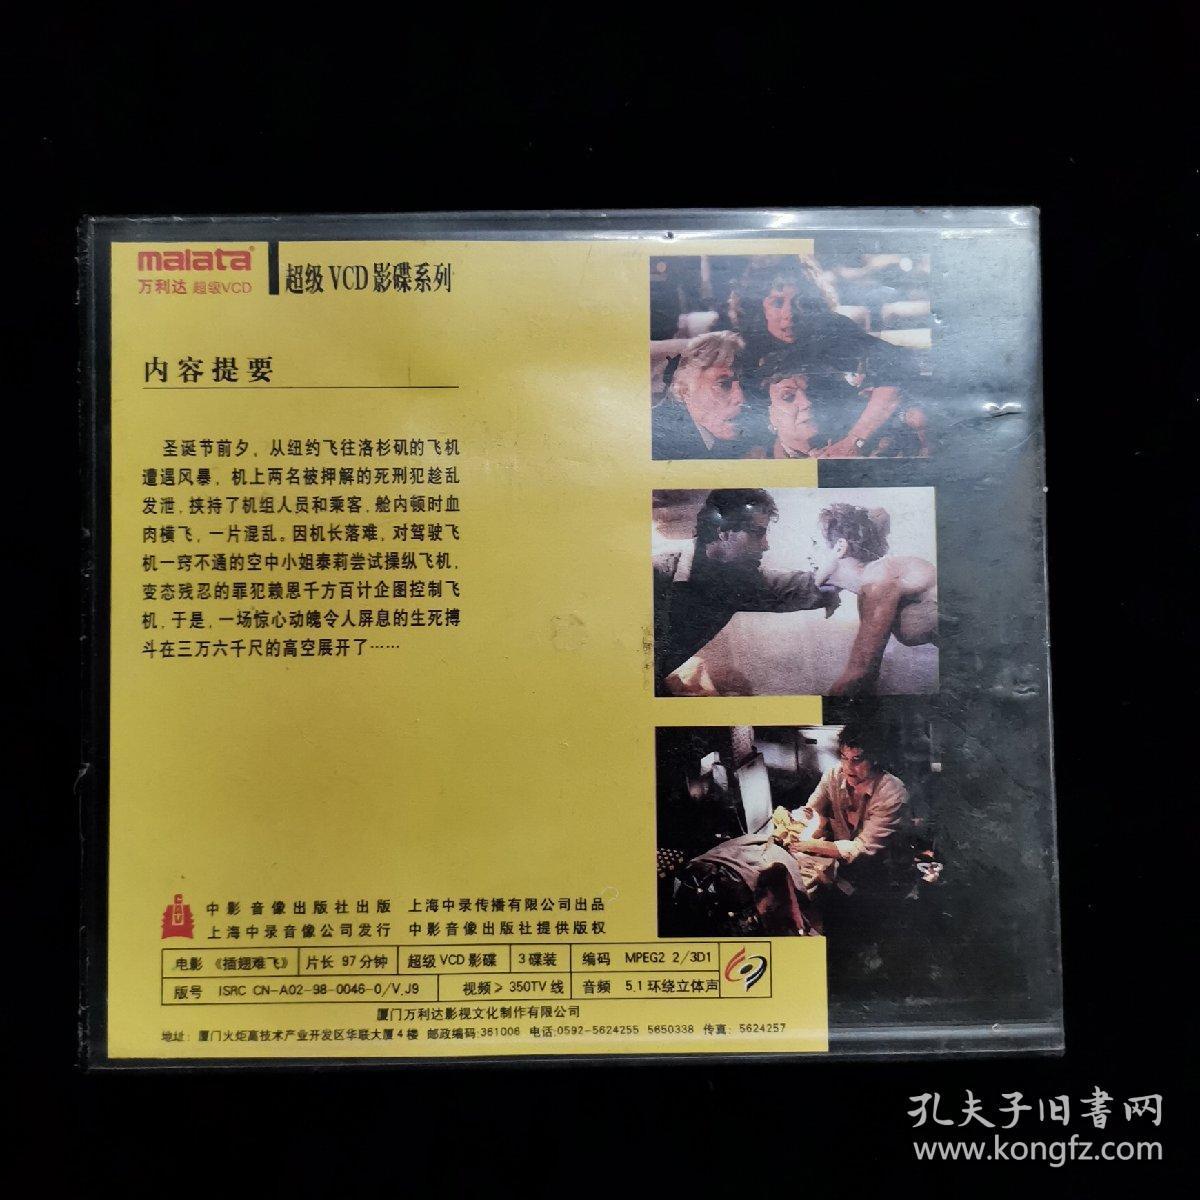 malata®
万利达 超级VCD
超级 VCD 影碟系列
内容提要
圣诞节前夕，从纽约飞往洛杉矶的飞机
遭遇风暴，机上两名被押解的死刑犯趁乱
发泄，挟持了机组人员和乘客，舱内顿时血
肉横飞，一片混乱。因机长落难，对驾驶飞
机一窍不通的空中小姐泰莉尝试操纵飞机，
变态残忍的罪犯赖恩千方百计企图控制飞
机，于是，一场惊心动魄令人屏息的生死搏
斗在三万六千尺的高空展开了……
中影音像出版社出版 上海中录传播有限公司出品
上海中录音像公司发行 中影音像出版社提供版权
电影《插翅难飞》 片长 97分钟 超级VCD影碟 3碟装 编码 MPEG2 2/3D1
版号 ISRC CN-A02-98-0046-0/V.J9 视频≥350TV线 音频 5.1环绕立体声
厦门万利达影视文化制作有限公司
地址：厦门火炬高技术产业开发区华联大厦4楼 邮政编码:361006 电话:0592-5624255 5650338 传真：5624257
孔夫子旧書网
www.kongfz.com